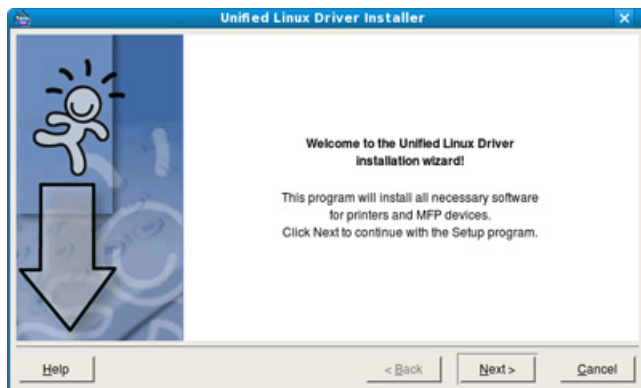 Unified Linux Driver Installer
Welcome to the Unified Linux Driver
installation wizard!
This program will install all necessary software
for printers and MFP devices.
Click Next to continue with the Setup program.
Help
< Back
Next >
Cancel